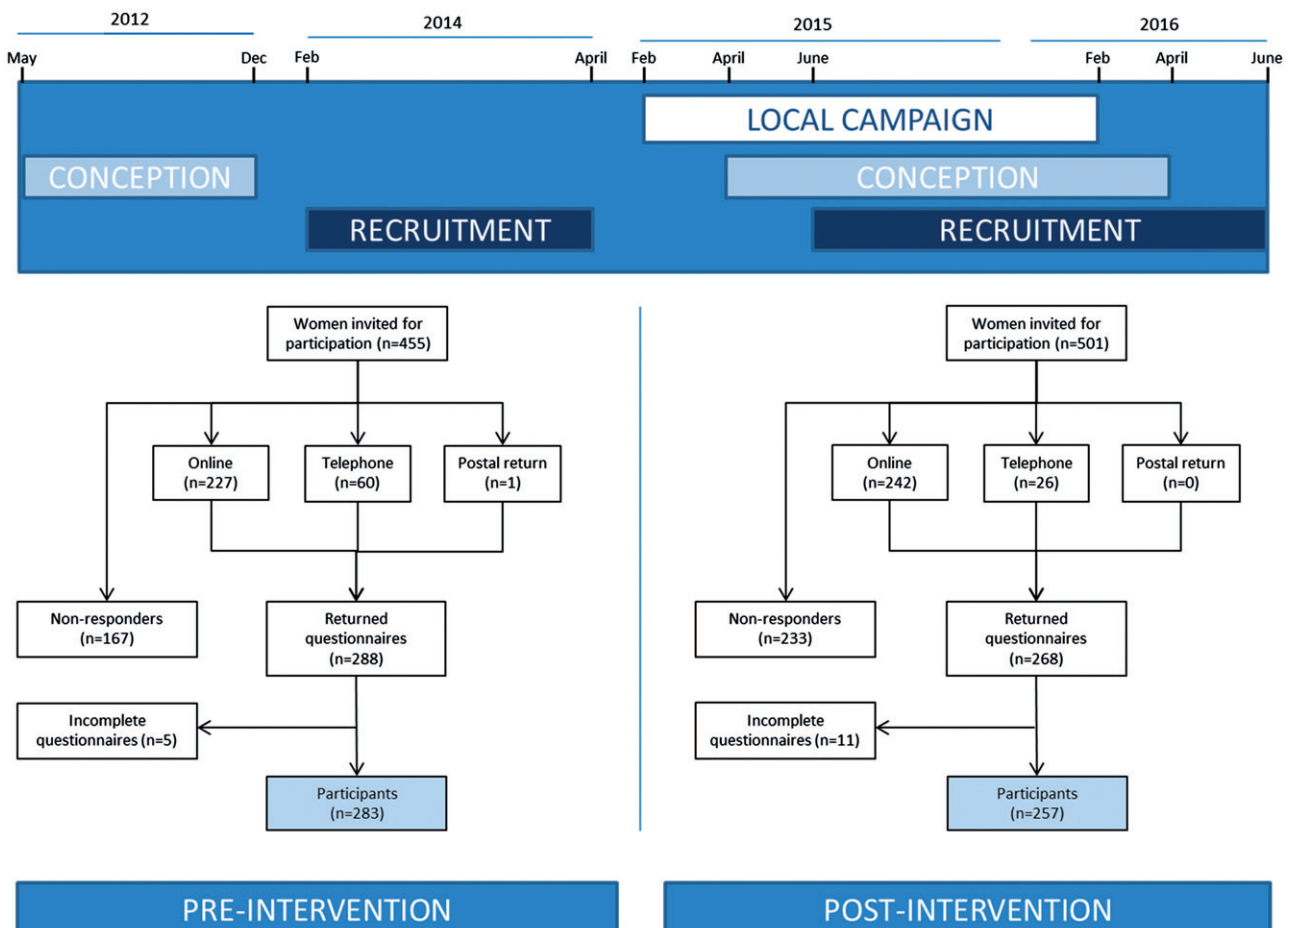 2012
2014
2015
2016
May
Dec
Feb
April
Feb
April
June
Feb
April
June
LOCAL CAMPAIGN
CONCEPTION
CONCEPTION
RECRUITMENT
RECRUITMENT
Women invited for
participation (n=455)
Online
(n=227)
Telephone
(n=60)
Postal return
(n=1)
Non-responders
(n=167)
Returned
questionnaires
(n=288)
Incomplete
questionnaires (n=5)
Participants
(n=283)
PRE-INTERVENTION
Women invited for
participation (n=501)
Online
(n=242)
Telephone
(n=26)
Postal return
(n=0)
Non-responders
(n=233)
Returned
questionnaires
(n=268)
Incomplete
questionnaires (n=11)
Participants
(n=257)
POST-INTERVENTION